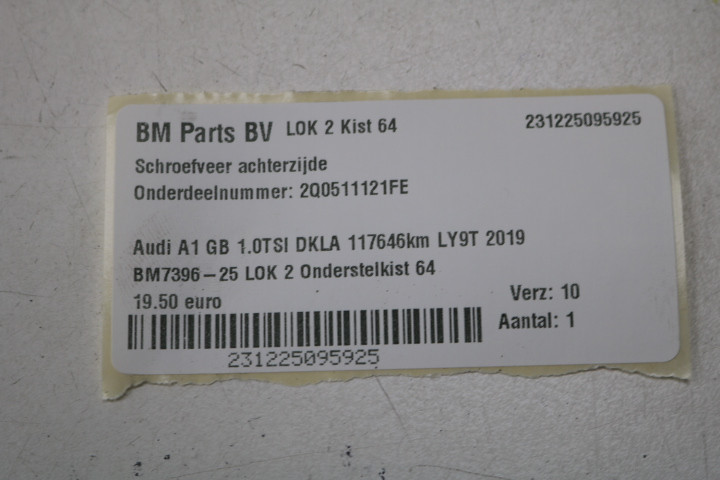 BM Parts BV LOK 2 Kist 64 231225095925
Schroefveer achterzijde
Onderdeelnummer: 2Q0511121FE
Audi A1 GB 1.0TSI DKLA 117646km LY9T 2019
BM7396-25 LOK 2 Onderstelkist 64
19.50 euro Verz: 10
Aantal: 1
231225095925